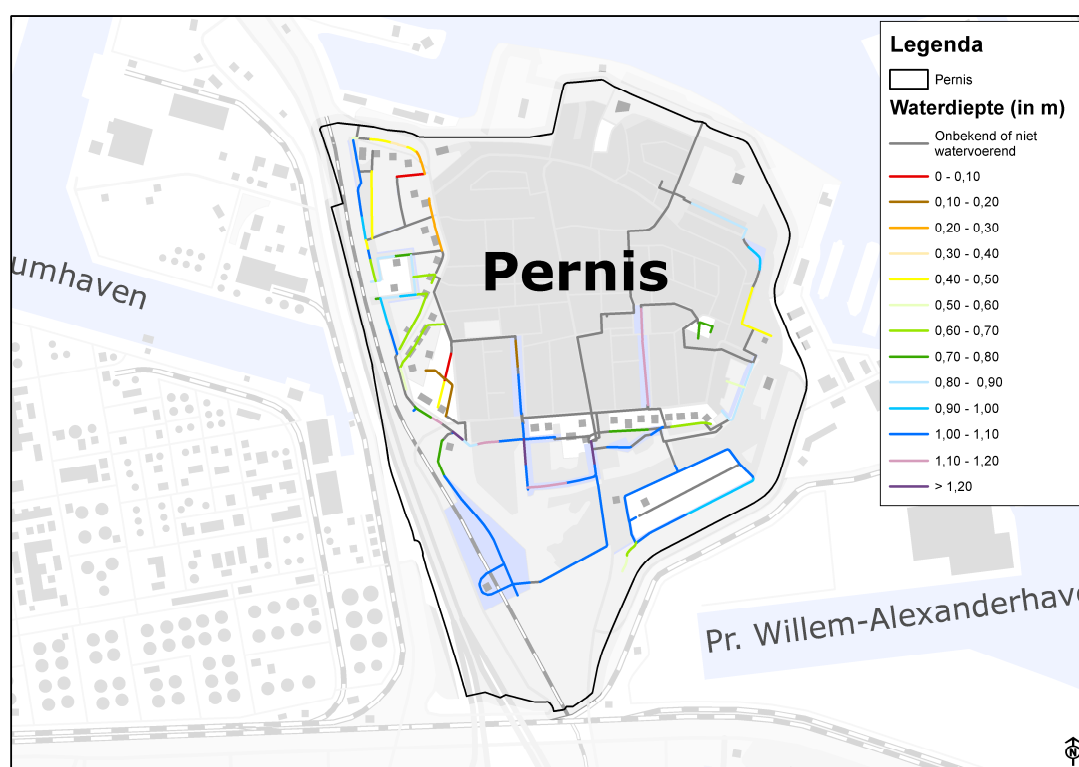 Legenda
Pernis
Waterdiepte (in m)
Onbekend of niet
watervoerend
0 - 0,10
0,10 - 0,20
0,20 - 0,30
0,30 - 0,40
0,40 - 0,50
0,50 - 0,60
0,60 - 0,70
0,70 - 0,80
0,80 - 0,90
0,90 - 1,00
1,00 - 1,10
1,10 - 1,20
> 1,20
Pernis
umhaven
Pr. Willem-Alexanderhave
N